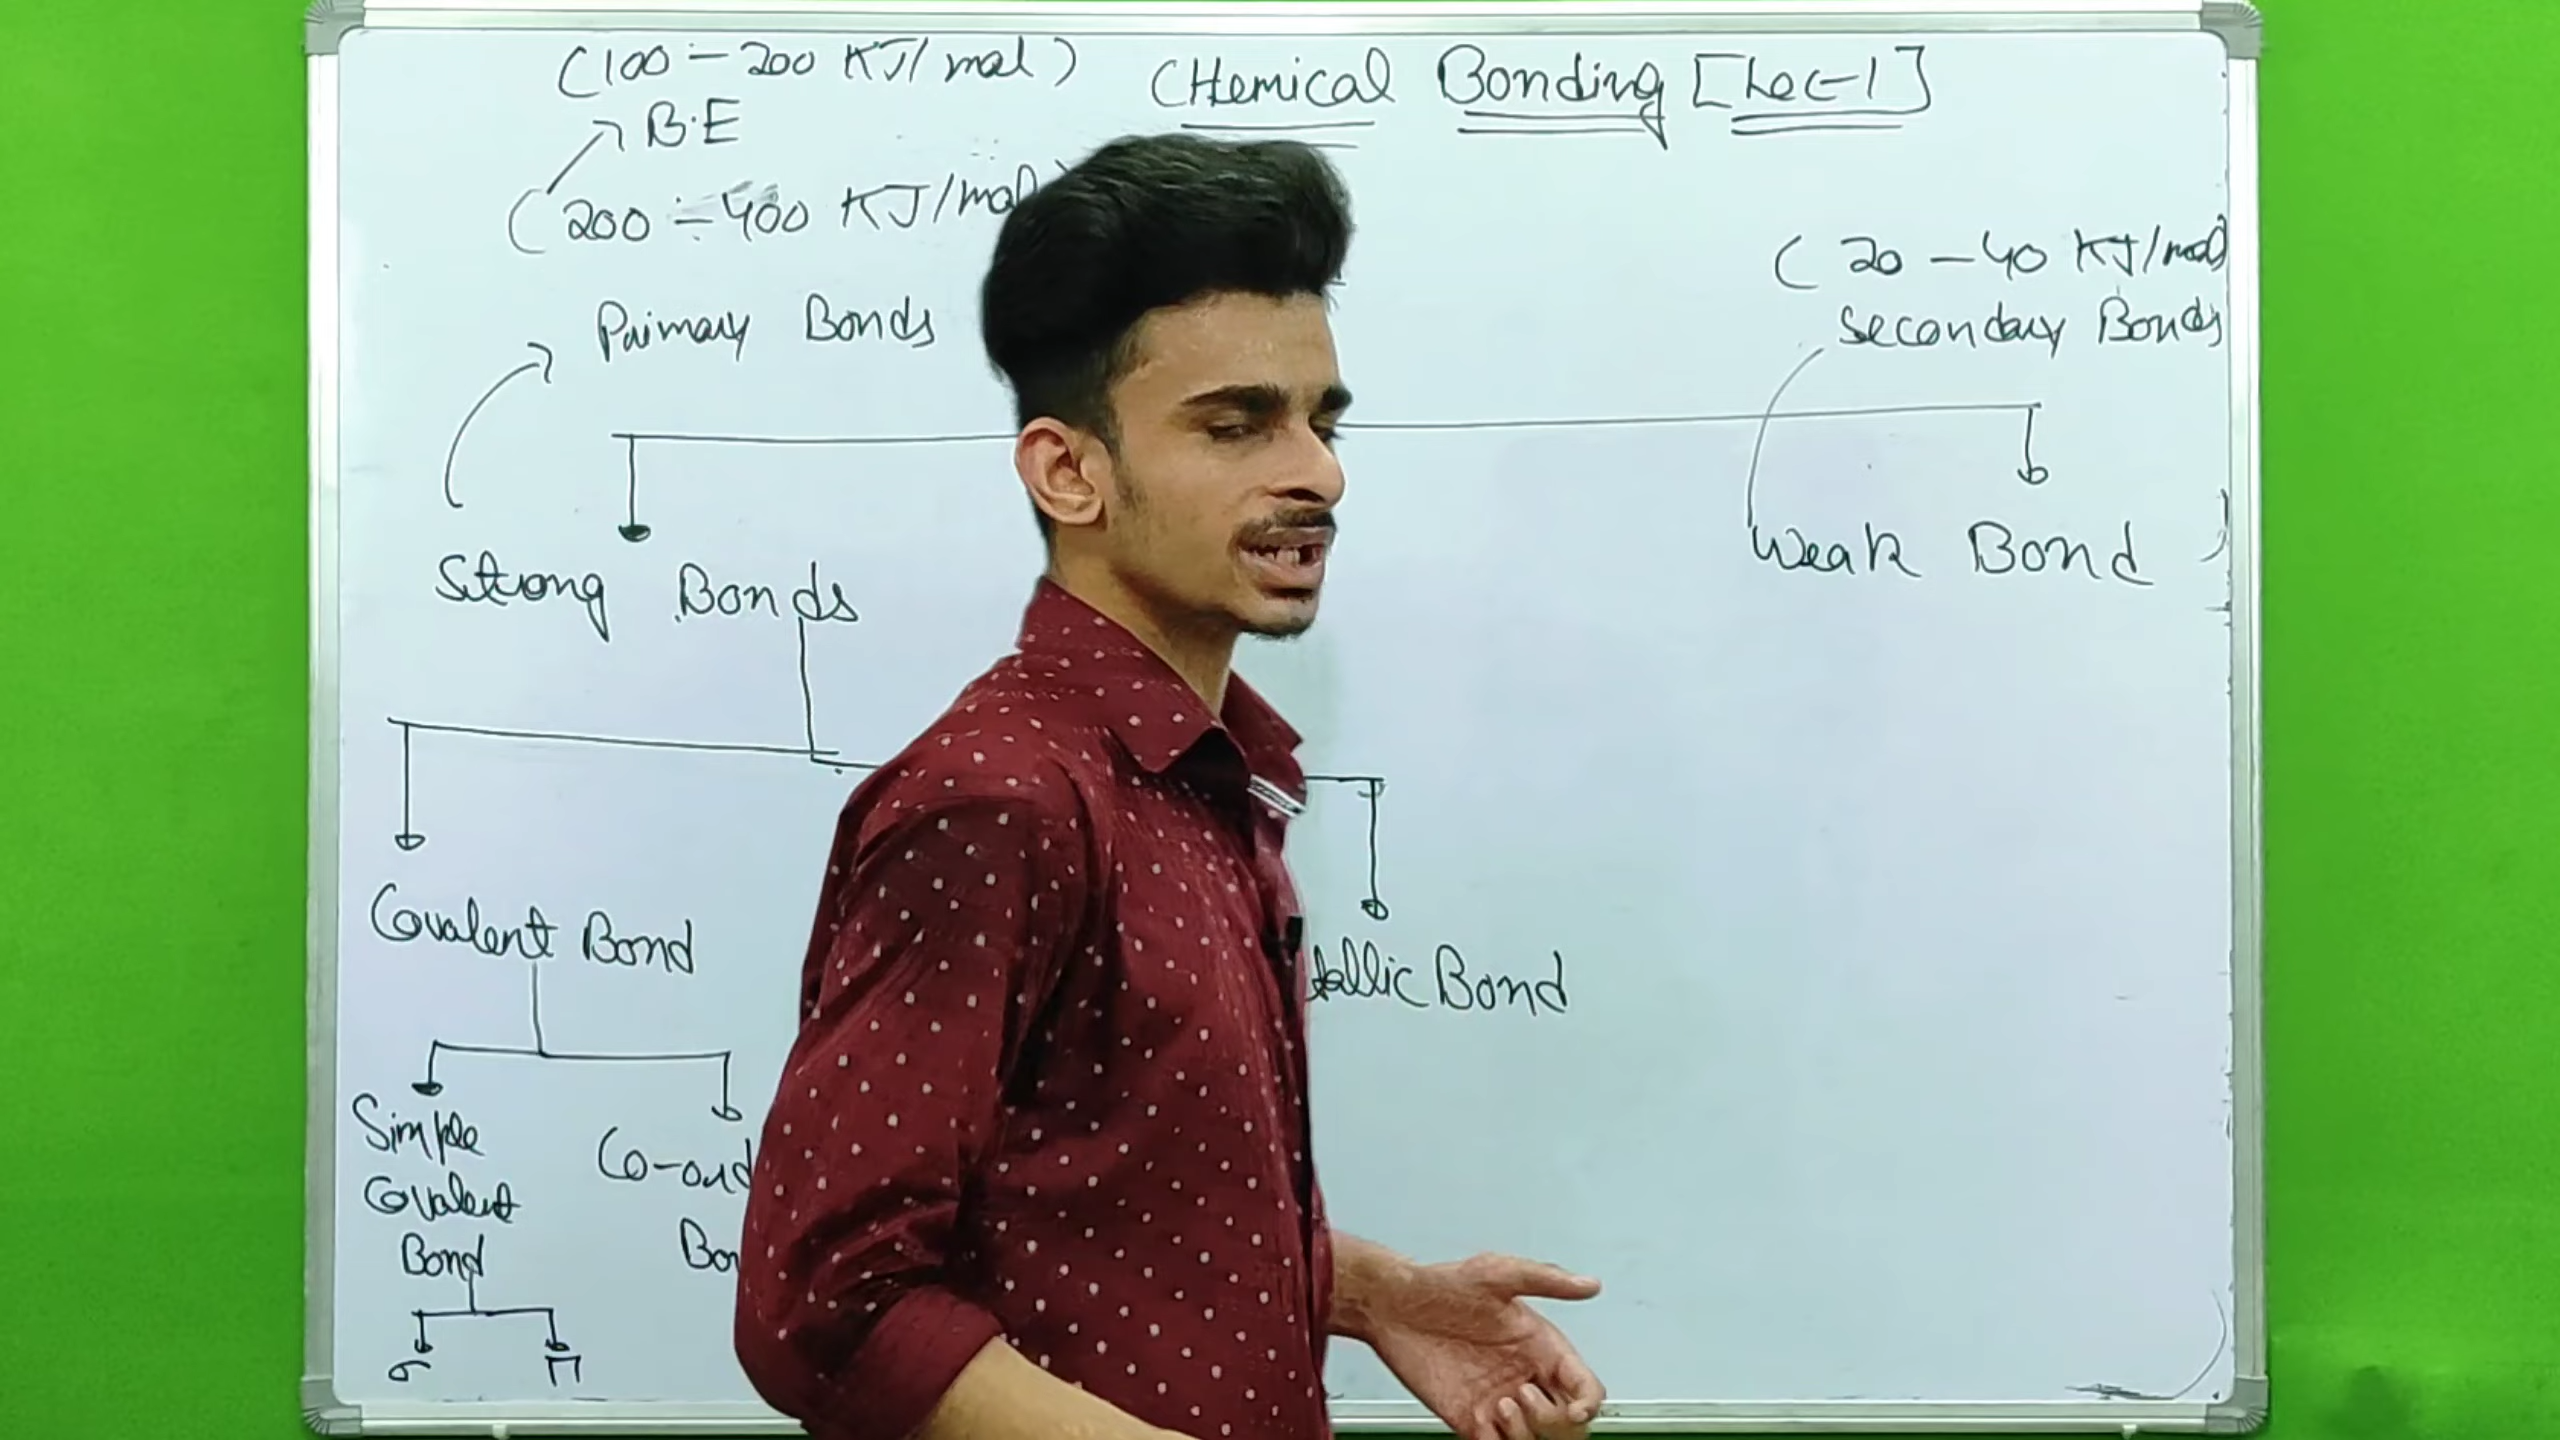 (100 - 200 KJ/mol)
CHemical Bonding [Lec-1]
B.E
(200 - 400 KJ/mol)
(20 - 40 KJ/mol)
Primary Bonds
Secondary Bonds
Strong Bonds
Weak Bond
Covalent Bond
tallic Bond
Simple
Covalent
Bond
Co-ord
Bon
σ π